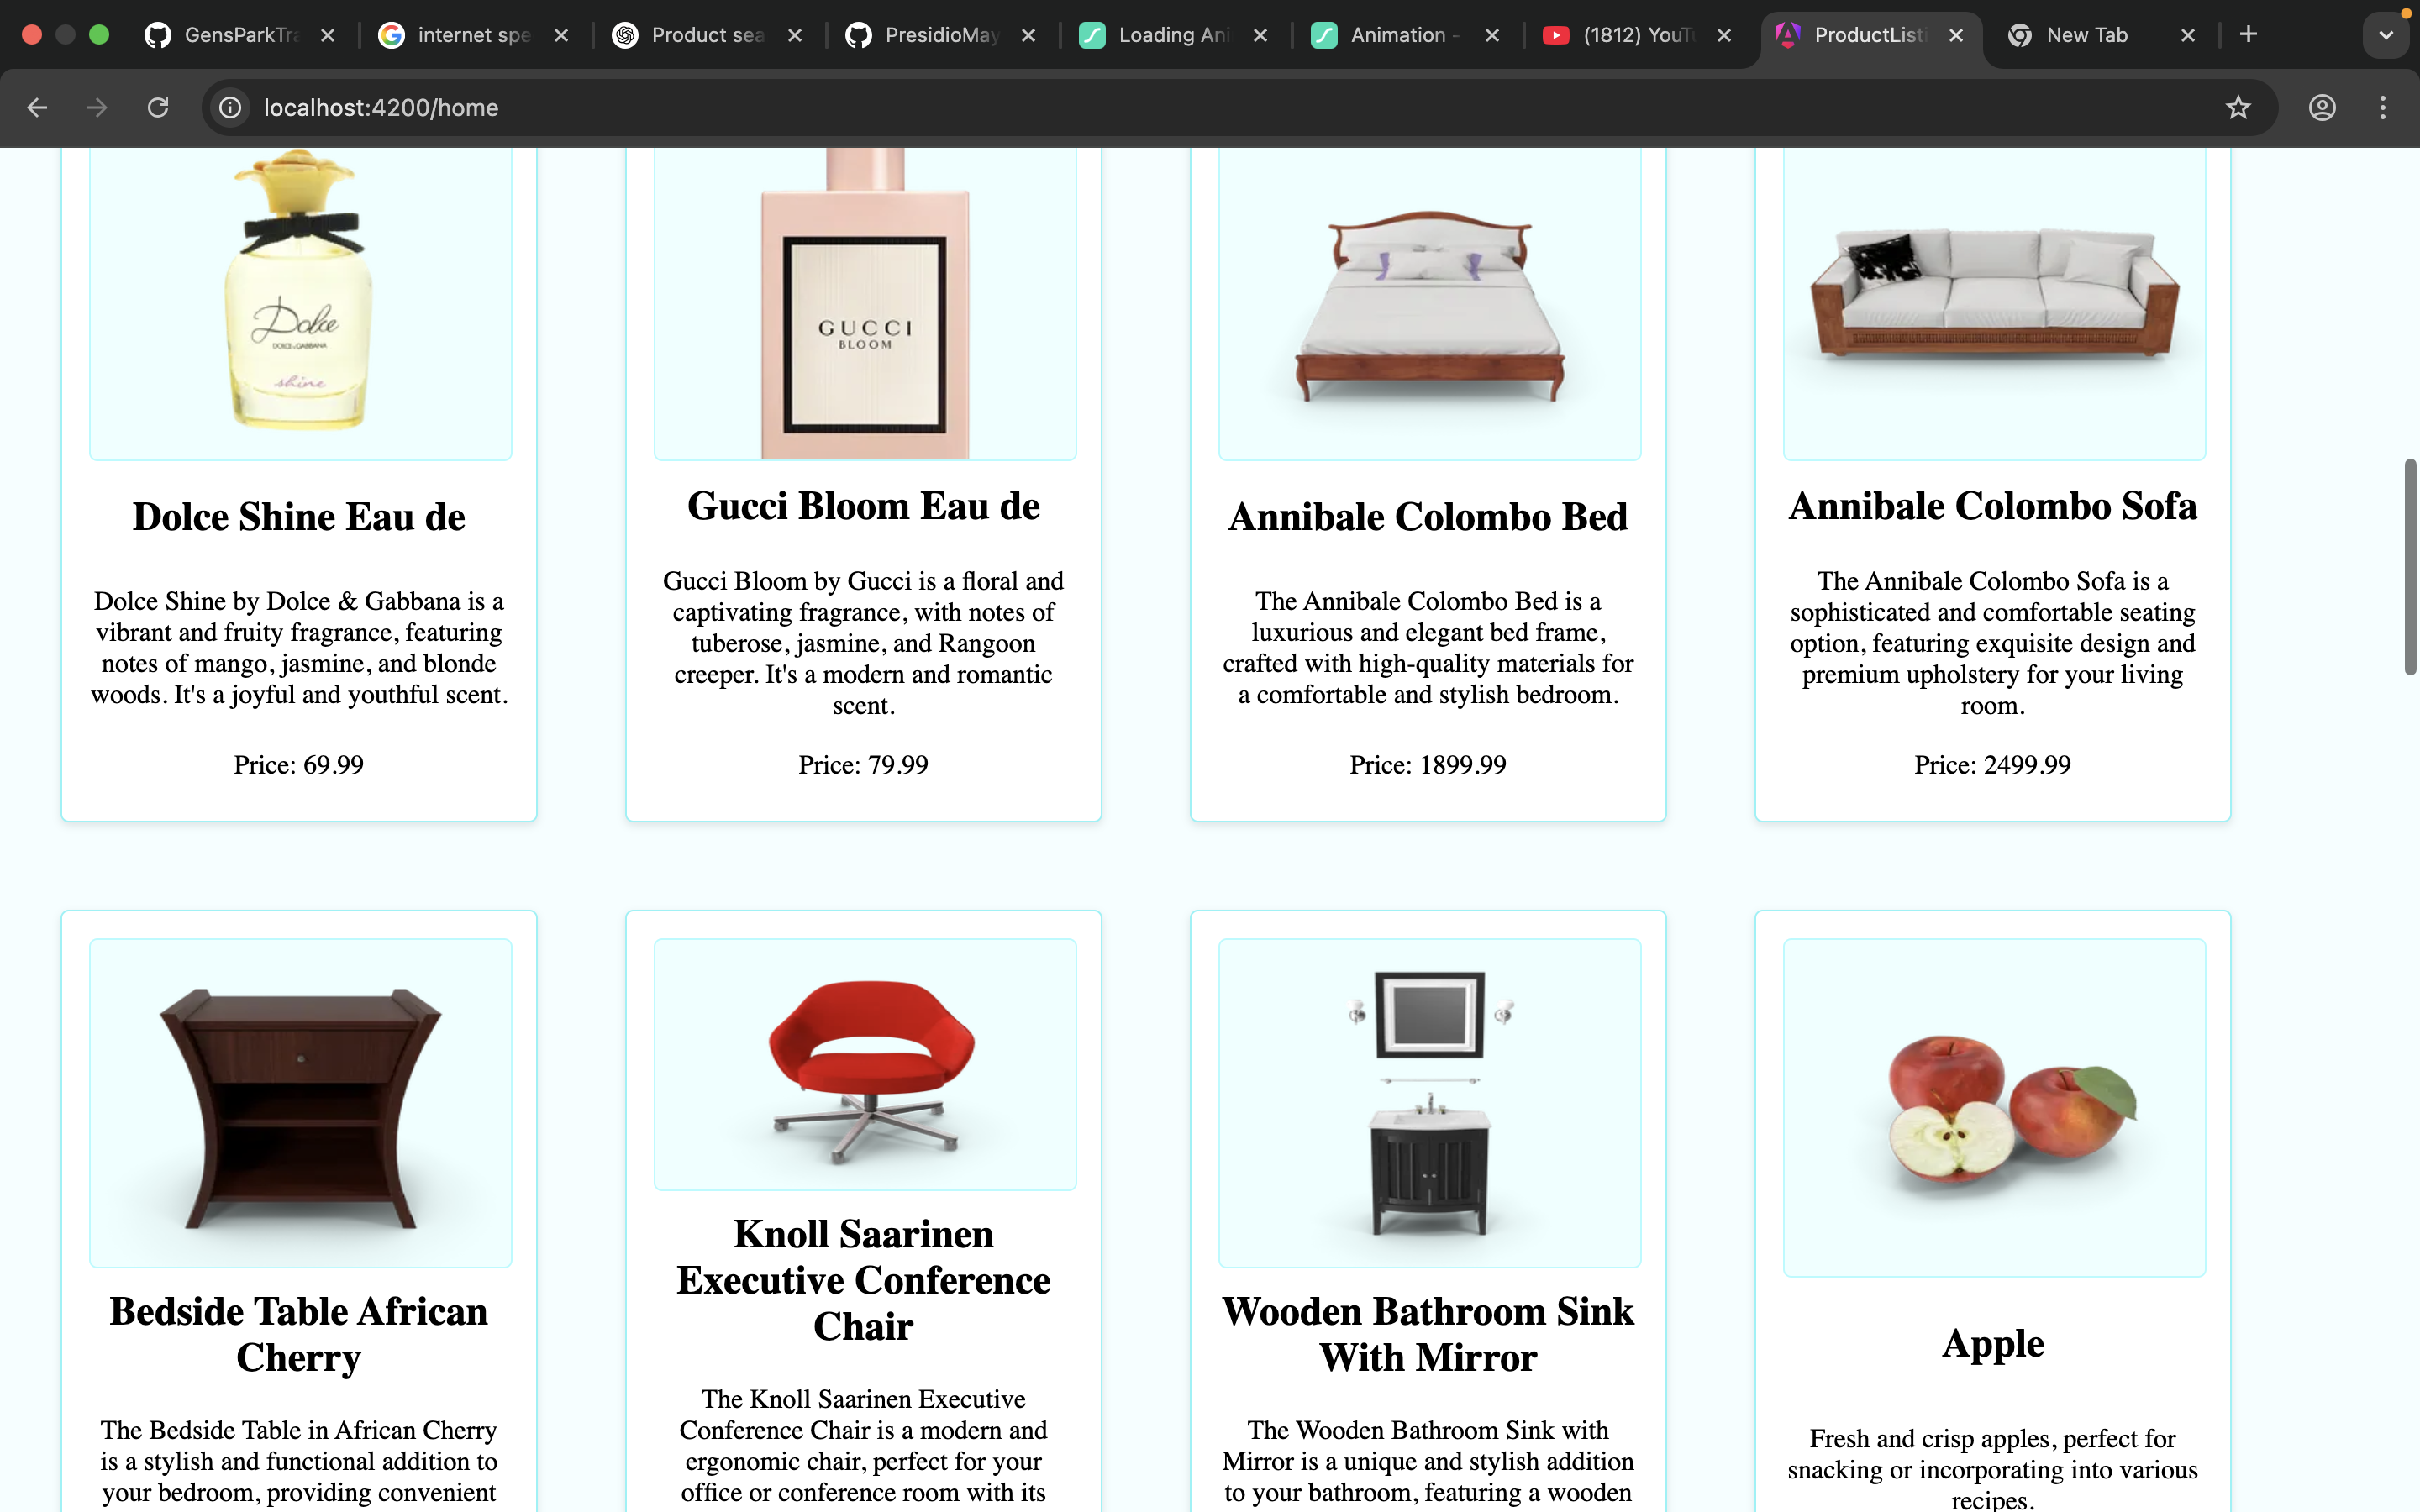 GensParkTra
internet spe
Product sea
PresidioMay
Loading Ani
Animation -
(1812) YouTu
ProductListi
New Tab
localhost:4200/home
Dolce
DOLCE & GABBANA
shine
GUCCI
BLOOM
Dolce Shine Eau de
Dolce Shine by Dolce & Gabbana is a
vibrant and fruity fragrance, featuring
notes of mango, jasmine, and blonde
woods. It's a joyful and youthful scent.
Price: 69.99
Gucci Bloom Eau de
Gucci Bloom by Gucci is a floral and
captivating fragrance, with notes of
tuberose, jasmine, and Rangoon
creeper. It's a modern and romantic
scent.
Price: 79.99
Annibale Colombo Bed
The Annibale Colombo Bed is a
luxurious and elegant bed frame,
crafted with high-quality materials for
a comfortable and stylish bedroom.
Price: 1899.99
Annibale Colombo Sofa
The Annibale Colombo Sofa is a
sophisticated and comfortable seating
option, featuring exquisite design and
premium upholstery for your living
room.
Price: 2499.99
Bedside Table African
Cherry
The Bedside Table in African Cherry
is a stylish and functional addition to
your bedroom, providing convenient
Knoll Saarinen
Executive Conference
Chair
The Knoll Saarinen Executive
Conference Chair is a modern and
ergonomic chair, perfect for your
office or conference room with its
Wooden Bathroom Sink
With Mirror
The Wooden Bathroom Sink with
Mirror is a unique and stylish addition
to your bathroom, featuring a wooden
Apple
Fresh and crisp apples, perfect for
snacking or incorporating into various
recipes.